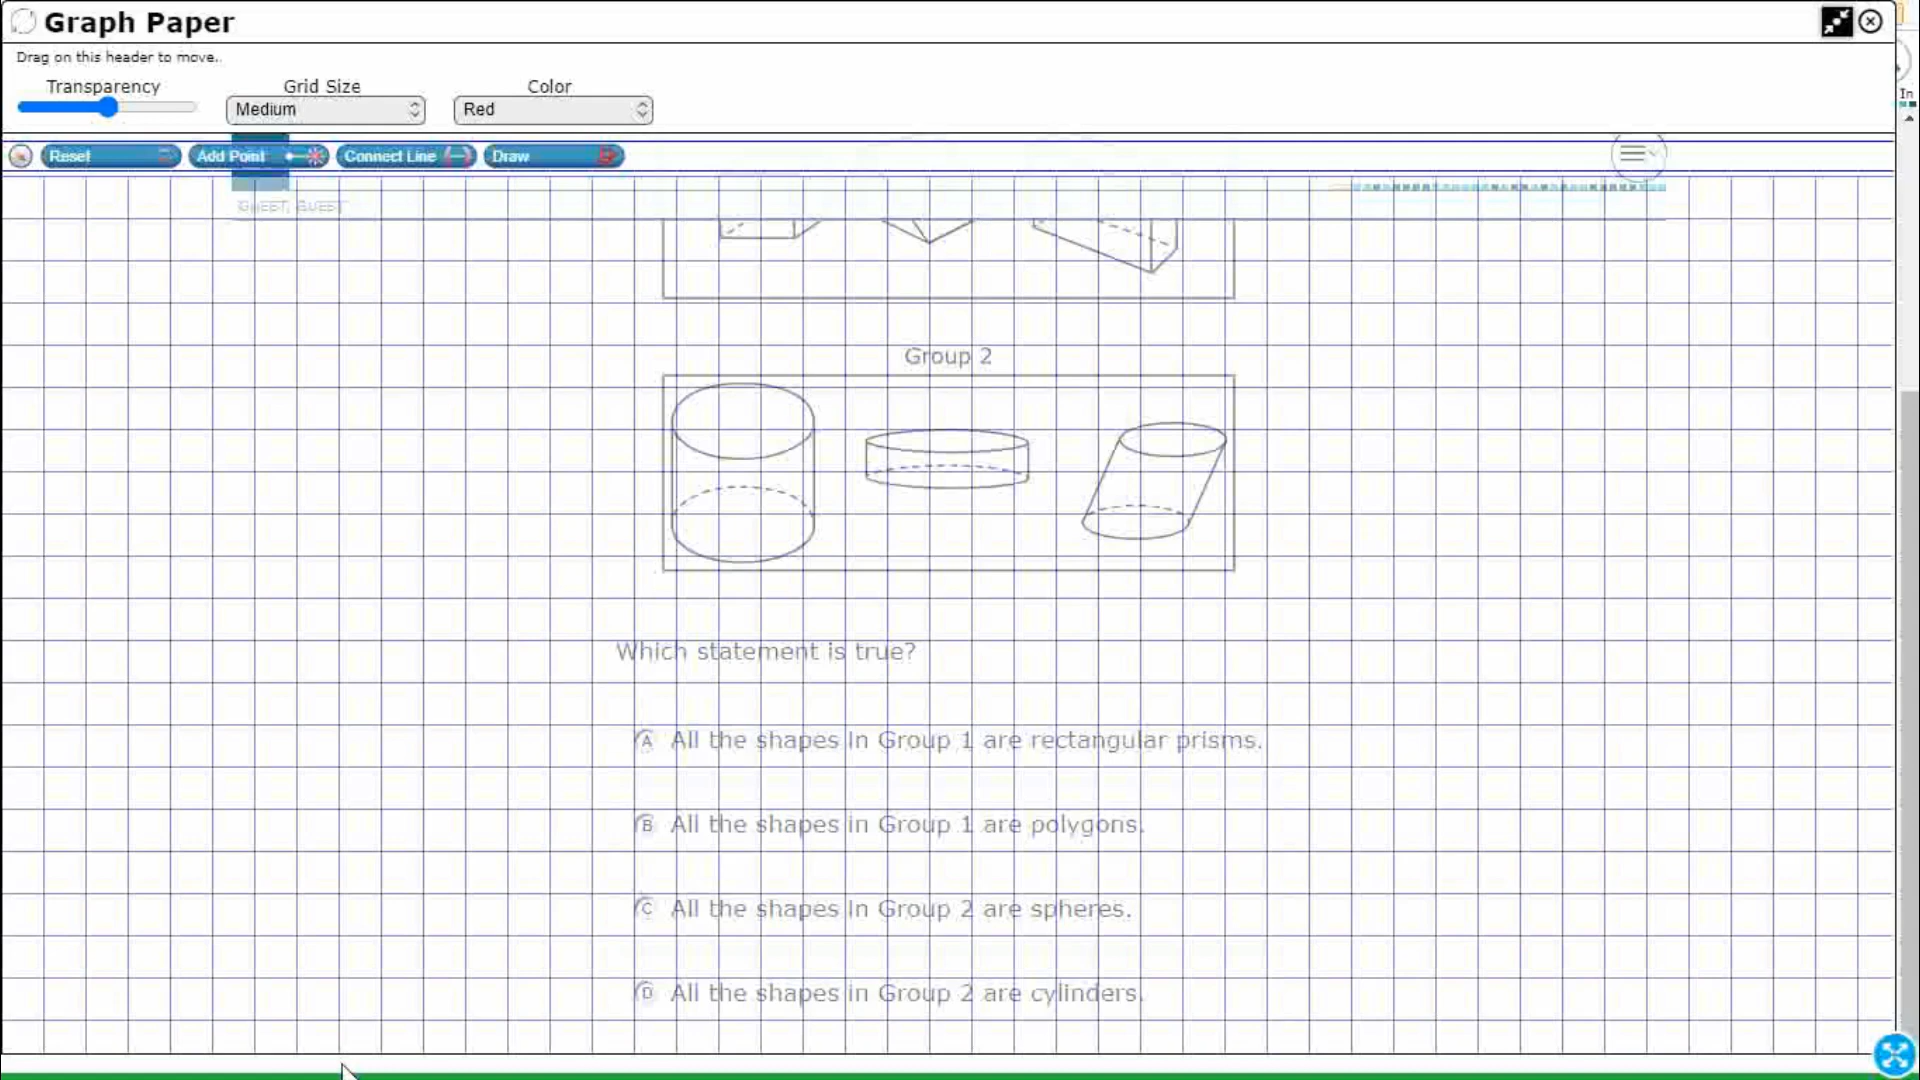 Graph Paper
Drag on this header to move..
Transparency
Grid Size
Color
Medium
Red
Reset
Add Point
Connect Line
Draw
In
GUEST, GUEST
Group 2
Which statement is true?
A All the shapes in Group 1 are rectangular prisms.
B All the shapes in Group 1 are polygons.
C All the shapes in Group 2 are spheres.
D All the shapes in Group 2 are cylinders.